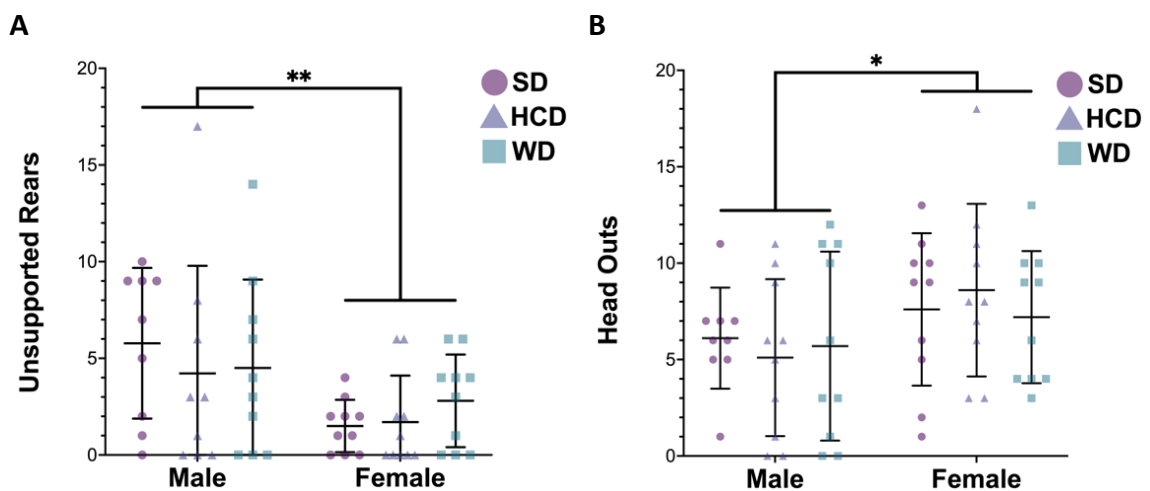 A
B
20
15
10
5
0
Unsupported Rears
**
SD
HCD
WD
Male
Female
20
15
10
5
0
Head Outs
*
SD
HCD
WD
Male
Female